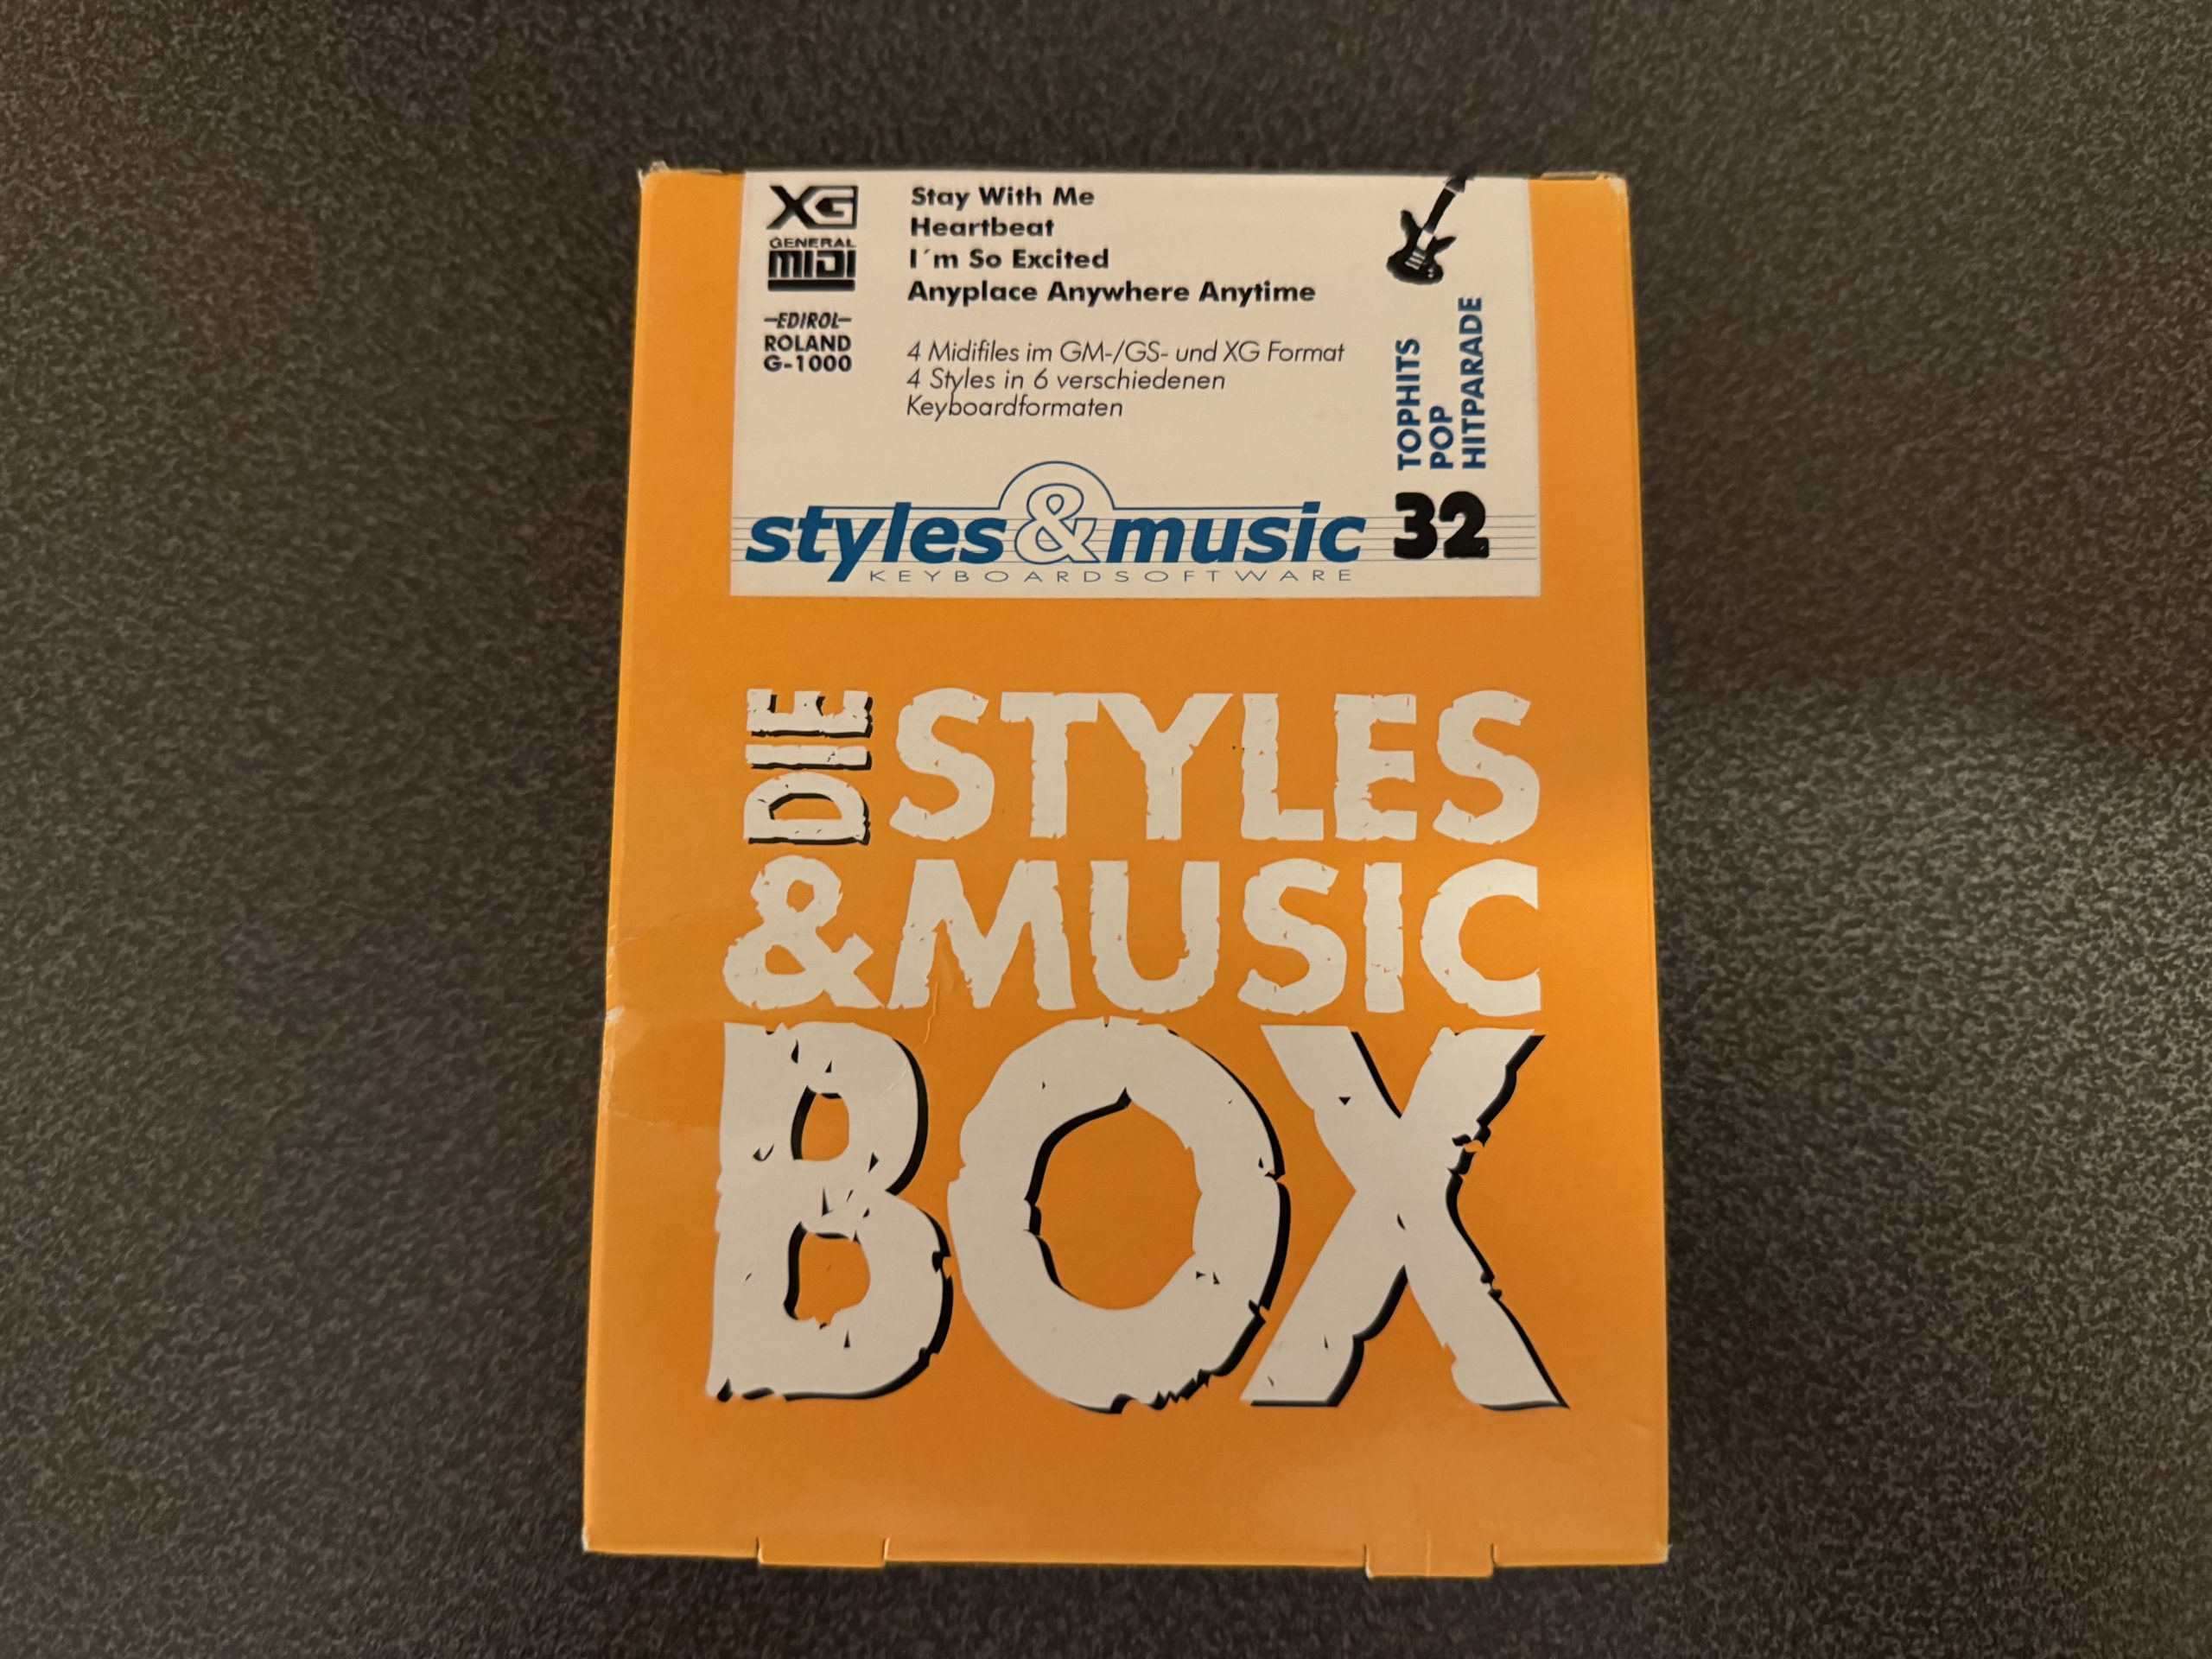 XG
GENERAL
MIDI
-EDIROL-
ROLAND
G-1000
Stay With Me
Heartbeat
I´m So Excited
Anyplace Anywhere Anytime
4 Midifiles im GM-/GS- und XG Format
4 Styles in 6 verschiedenen
Keyboardformaten
TOPHITS
POP
HITPARADE
styles&music 32
KEYBOARDSOFTWARE
DIE STYLES
&MUSIC
BOX